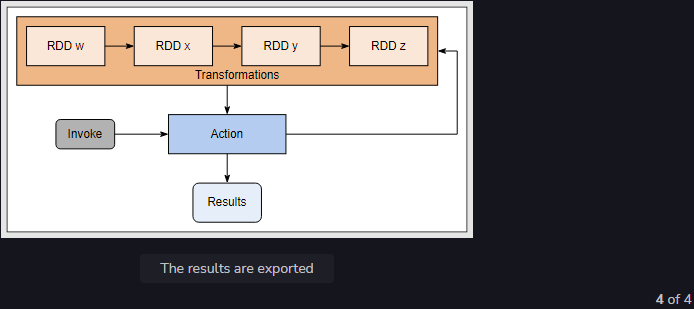 RDD w
RDD x
RDD y
RDD z
Transformations
Invoke
Action
Results
The results are exported
4 of 4